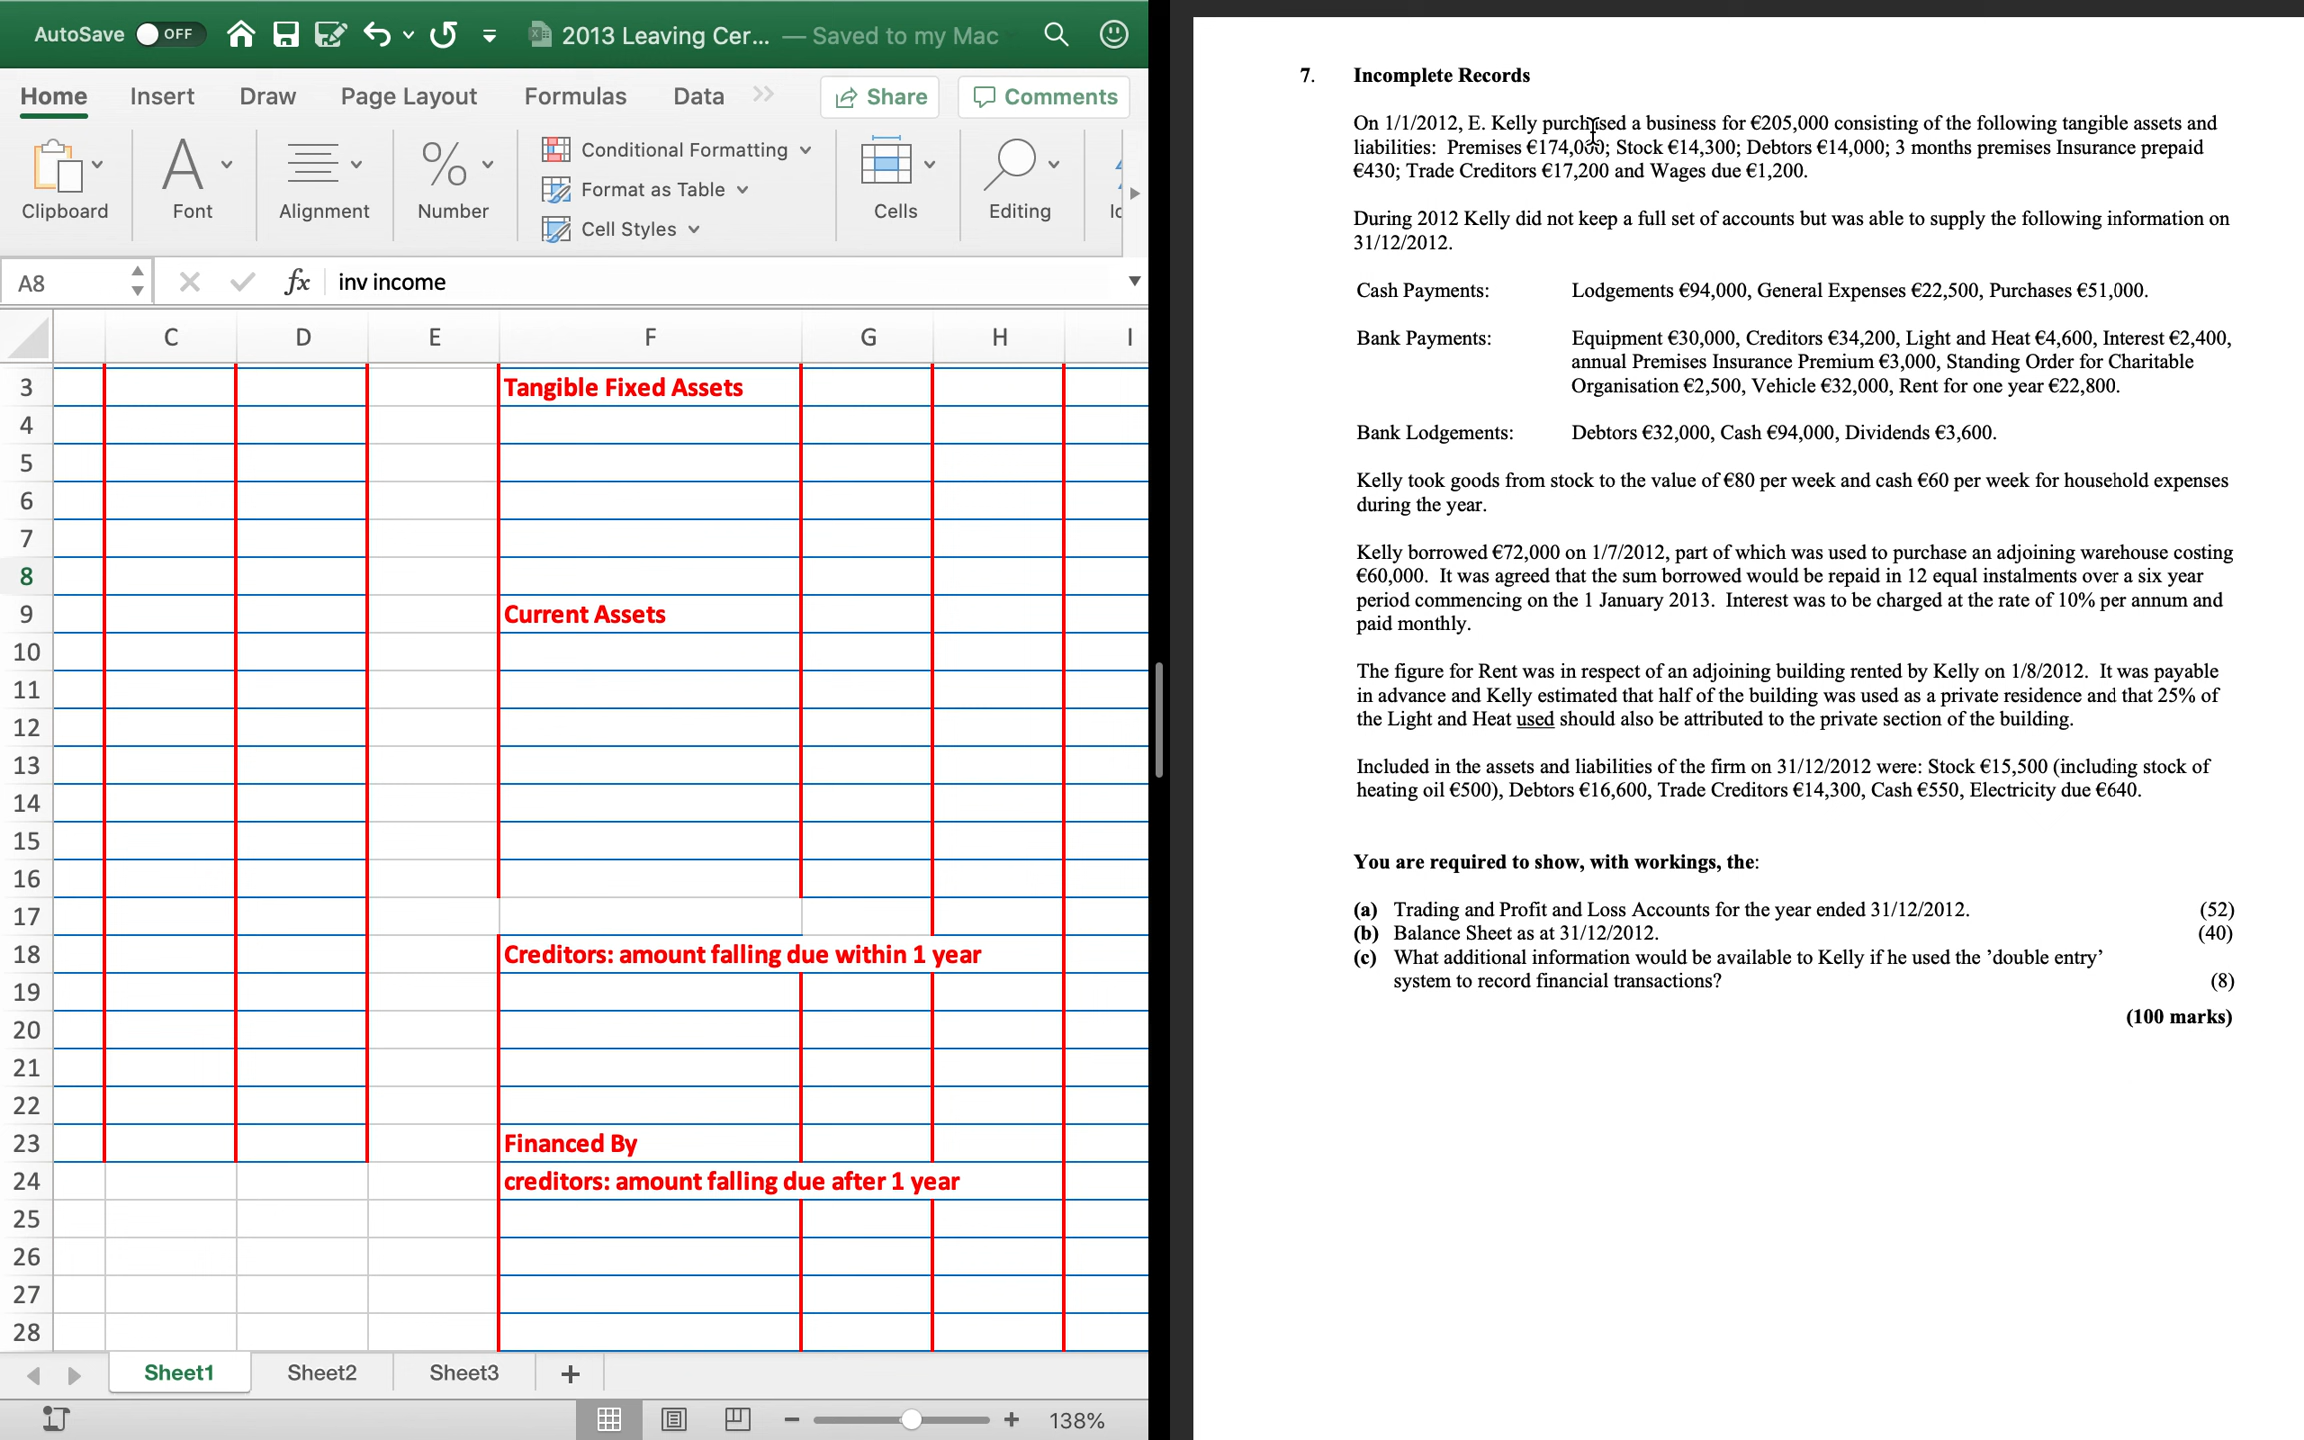 AutoSave OFF 2013 Leaving Cer... — Saved to my Mac
Home Insert Draw Page Layout Formulas Data Share Comments
Clipboard Font Alignment Number Conditional Formatting Format as Table Cell Styles Cells Editing
A8 fx inv income
C D E F G H I
3 Tangible Fixed Assets
4
5
6
7
8
9 Current Assets
10
11
12
13
14
15
16
17
18 Creditors: amount falling due within 1 year
19
20
21
22
23 Financed By
24 creditors: amount falling due after 1 year
25
26
27
28
Sheet1 Sheet2 Sheet3 +
138%
7. Incomplete Records
On 1/1/2012, E. Kelly purchased a business for €205,000 consisting of the following tangible assets and
liabilities: Premises €174,000; Stock €14,300; Debtors €14,000; 3 months premises Insurance prepaid
€430; Trade Creditors €17,200 and Wages due €1,200.
During 2012 Kelly did not keep a full set of accounts but was able to supply the following information on
31/12/2012.
Cash Payments: Lodgements €94,000, General Expenses €22,500, Purchases €51,000.
Bank Payments: Equipment €30,000, Creditors €34,200, Light and Heat €4,600, Interest €2,400,
annual Premises Insurance Premium €3,000, Standing Order for Charitable
Organisation €2,500, Vehicle €32,000, Rent for one year €22,800.
Bank Lodgements: Debtors €32,000, Cash €94,000, Dividends €3,600.
Kelly took goods from stock to the value of €80 per week and cash €60 per week for household expenses
during the year.
Kelly borrowed €72,000 on 1/7/2012, part of which was used to purchase an adjoining warehouse costing
€60,000. It was agreed that the sum borrowed would be repaid in 12 equal instalments over a six year
period commencing on the 1 January 2013. Interest was to be charged at the rate of 10% per annum and
paid monthly.
The figure for Rent was in respect of an adjoining building rented by Kelly on 1/8/2012. It was payable
in advance and Kelly estimated that half of the building was used as a private residence and that 25% of
the Light and Heat used should also be attributed to the private section of the building.
Included in the assets and liabilities of the firm on 31/12/2012 were: Stock €15,500 (including stock of
heating oil €500), Debtors €16,600, Trade Creditors €14,300, Cash €550, Electricity due €640.
You are required to show, with workings, the:
(a) Trading and Profit and Loss Accounts for the year ended 31/12/2012. (52)
(b) Balance Sheet as at 31/12/2012. (40)
(c) What additional information would be available to Kelly if he used the ’double entry’
system to record financial transactions? (8)
(100 marks)